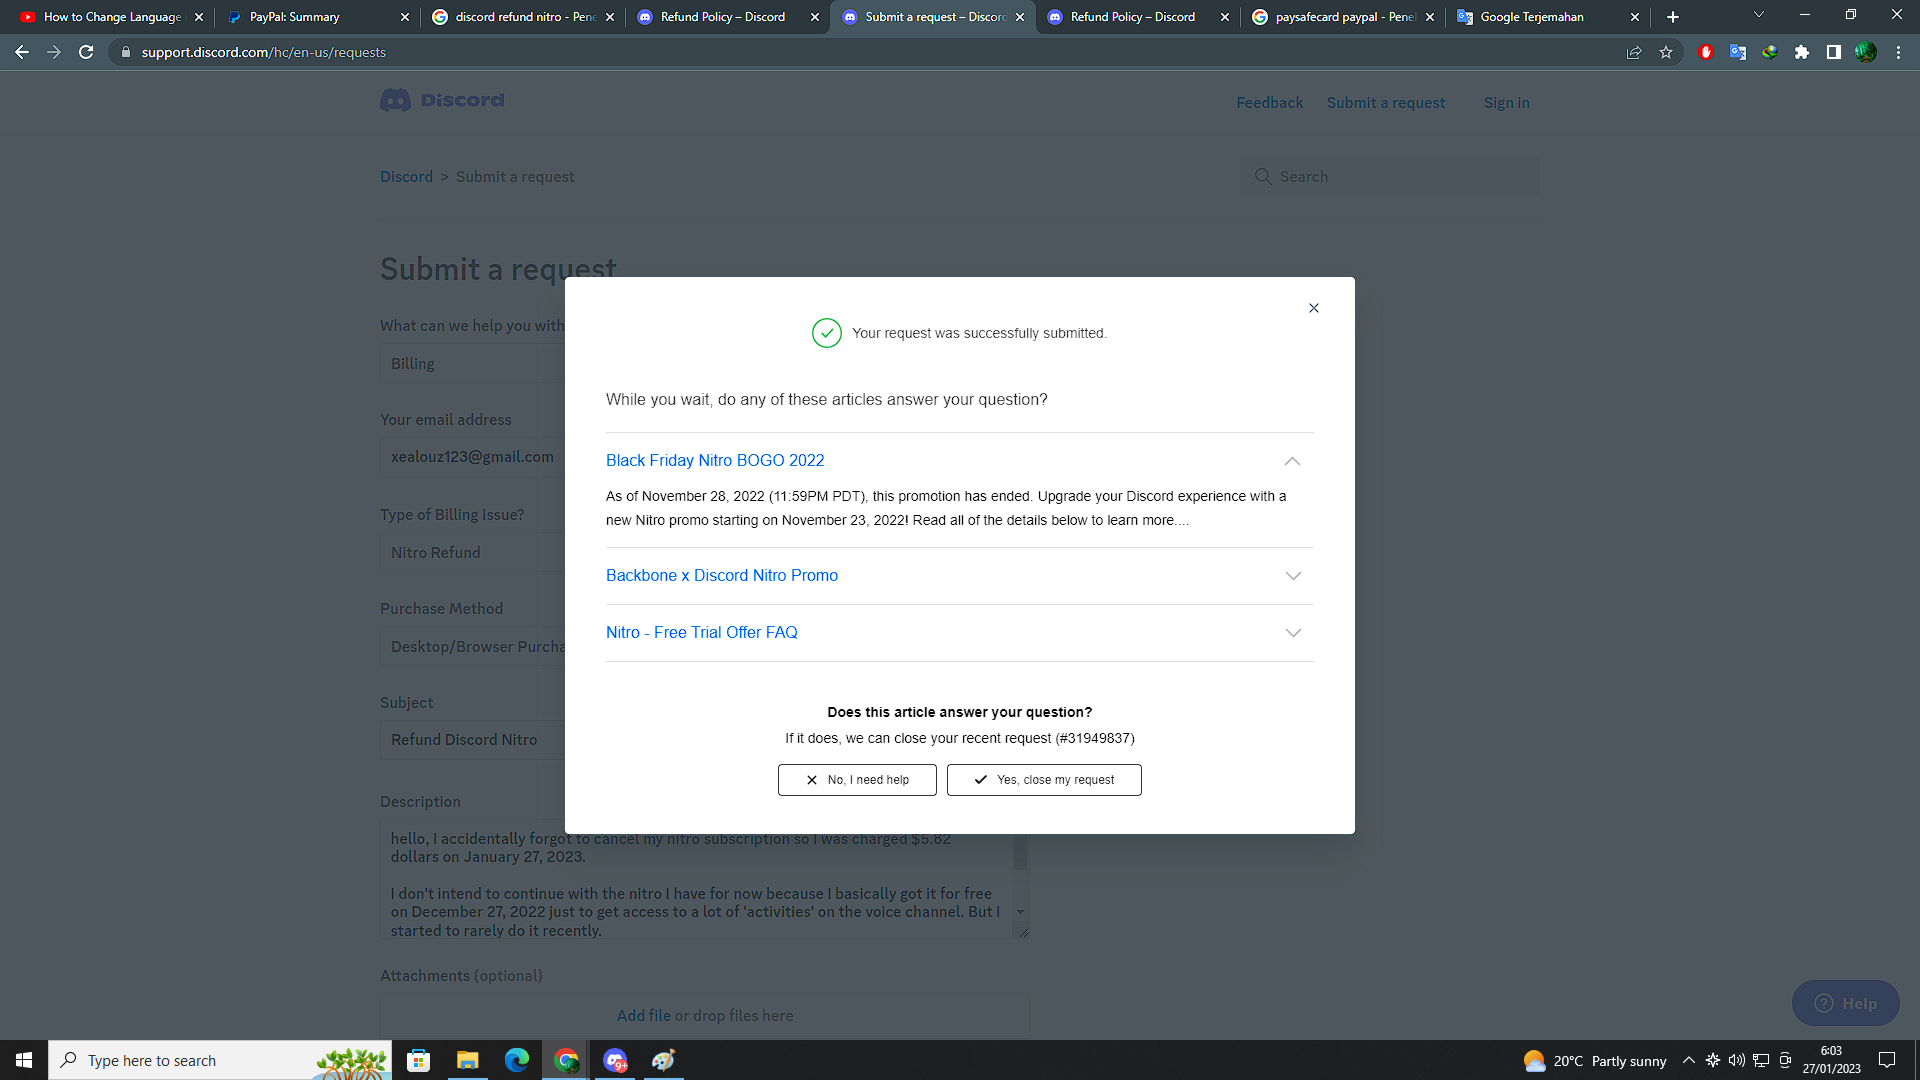 How to Change Language
PayPal: Summary
discord refund nitro - Pene
Refund Policy – Discord
Submit a request – Discord
Refund Policy – Discord
paysafecard paypal - Penel
Google Terjemahan
support.discord.com/hc/en-us/requests
Discord
Feedback
Submit a request
Sign in
Discord > Submit a request
Search
Submit a request
What can we help you with
Billing
Your email address
xealouz123@gmail.com
Type of Billing Issue?
Nitro Refund
Purchase Method
Desktop/Browser Purcha
Subject
Refund Discord Nitro
Description
hello, I accidentally forgot to cancel my nitro subscription so I was charged $5.82
dollars on January 27, 2023.
I don't intend to continue with the nitro I have for now because I basically got it for free
on December 27, 2022 just to get access to a lot of 'activities' on the voice channel. But I
started to rarely do it recently.
Attachments (optional)
Add file or drop files here
Your request was successfully submitted.
While you wait, do any of these articles answer your question?
Black Friday Nitro BOGO 2022
As of November 28, 2022 (11:59PM PDT), this promotion has ended. Upgrade your Discord experience with a
new Nitro promo starting on November 23, 2022! Read all of the details below to learn more....
Backbone x Discord Nitro Promo
Nitro - Free Trial Offer FAQ
Does this article answer your question?
If it does, we can close your recent request (#31949837)
No, I need help
Yes, close my request
Help
Type here to search
9+
20°C Partly sunny
6:03
27/01/2023